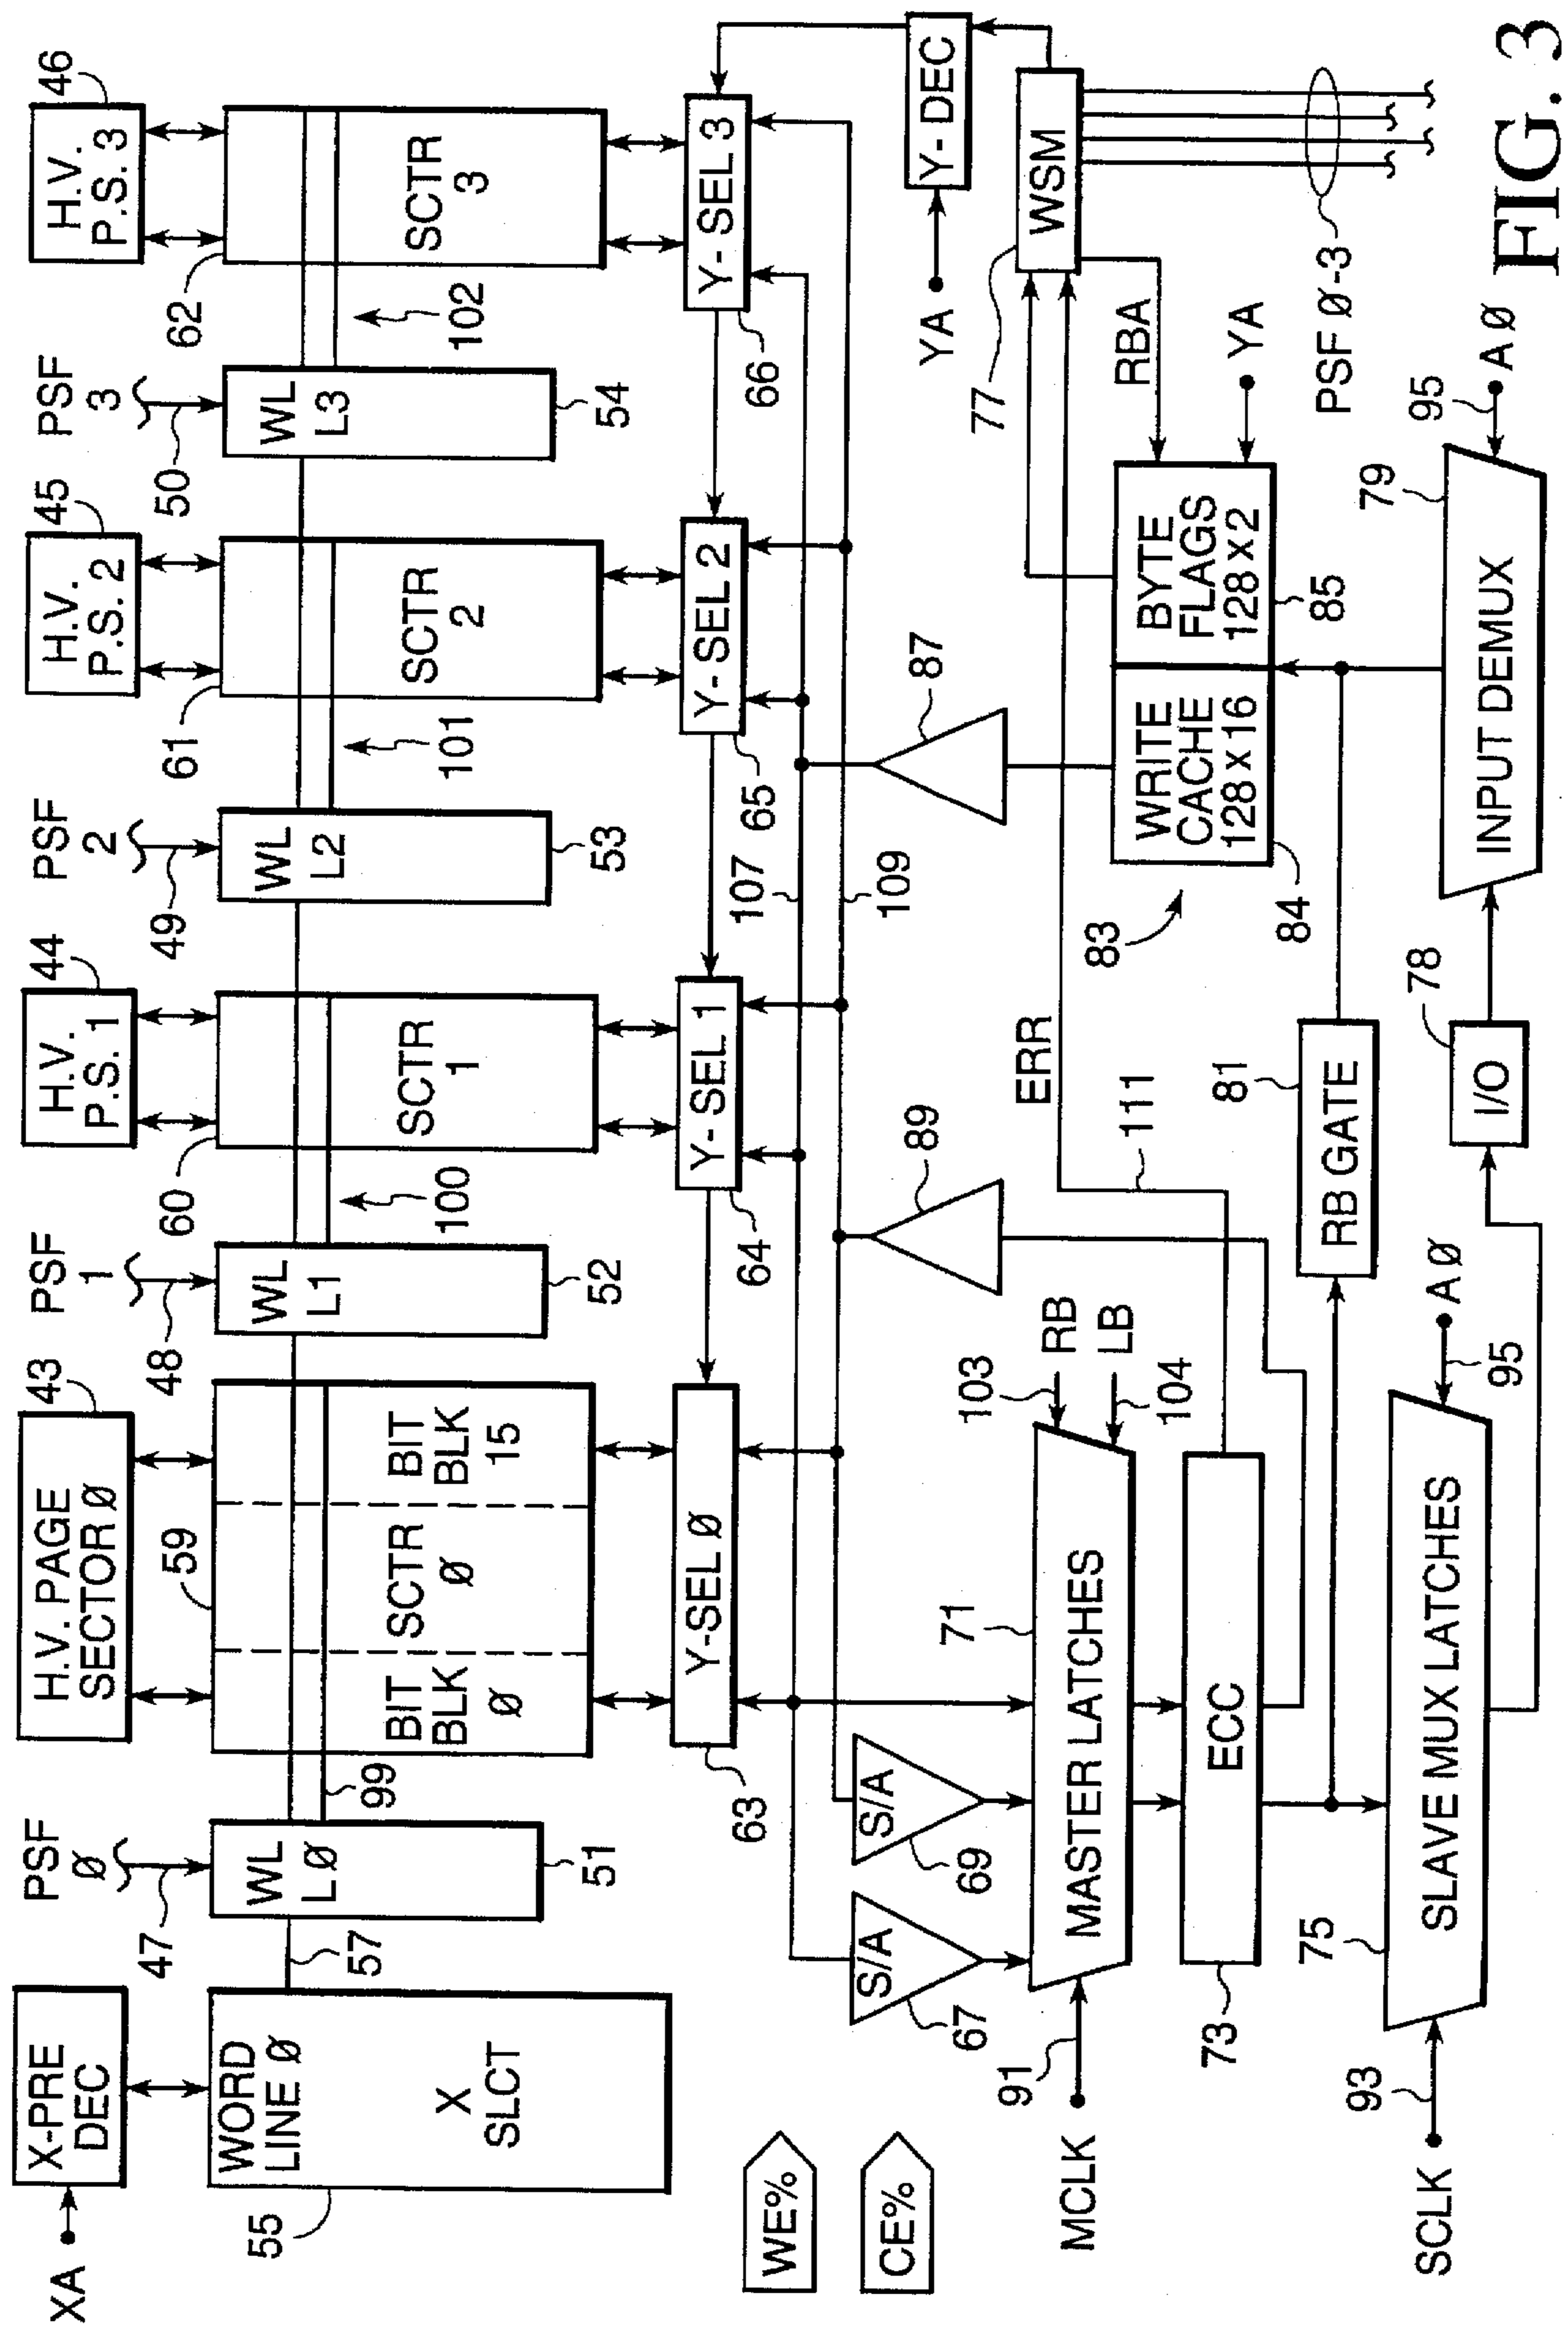 XA
X-PRE
DEC
H.V. PAGE
SECTOR Ø
43
H.V.
P.S. 1
44
H.V.
P.S. 2
45
H.V.
P.S. 3
46
PSF
Ø
47
PSF
1
48
PSF
2
49
PSF
3
50
WORD
LINE Ø
X
SLCT
55
57
WL
L Ø
51
99
59
BIT
BLK
Ø
SCTR
Ø
BIT
BLK
15
WL
L1
52
100
60
SCTR
1
WL
L2
53
101
61
SCTR
2
WL
L3
54
102
62
SCTR
3
Y-SEL Ø
63
Y- SEL 1
64
Y-SEL 2
65
Y- SEL 3
66
107
109
WE%
CE%
S/A
67
S/A
69
89
87
YA
Y- DEC
MCLK
91
MASTER LATCHES
71
103
RB
LB
104
ERR
111
77
WSM
RBA
YA
PSF Ø-3
73
ECC
RB GATE
81
83
WRITE
CACHE
128 x 16
84
BYTE
FLAGS
128 x 2
85
SCLK
93
75
SLAVE MUX LATCHES
95
A Ø
I/O
78
INPUT DEMUX
79
95
A Ø
FIG. 3